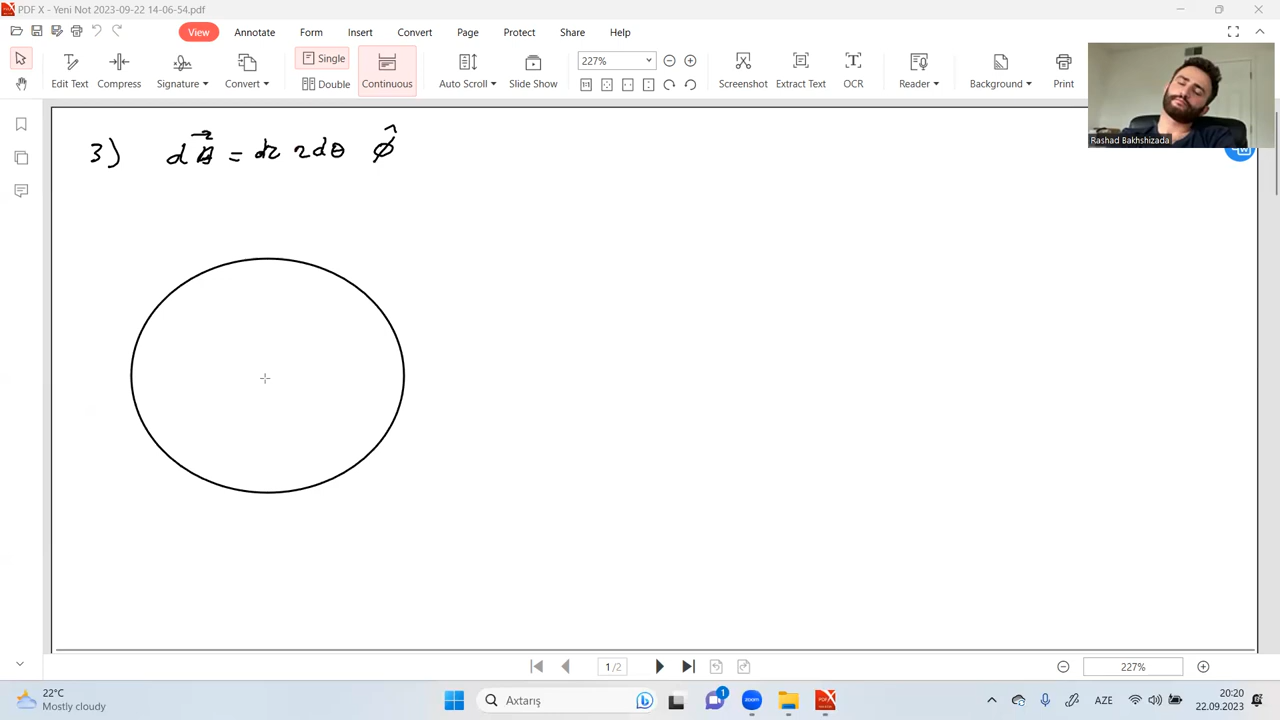 PDF X - Yeni Not 2023-09-22 14-06-54.pdf
View Annotate Form Insert Convert Page Protect Share Help
Edit Text Compress Signature Convert Single Double Continuous Auto Scroll Slide Show 227% Screenshot Extract Text OCR Reader Background Print
Rashad Bakhshizada
3) dA⃗ = dr r dθ ϕ̂
1 /2
227%
22°C
Mostly cloudy
Axtarış
1
zoom
AZE
20:20
22.09.2023